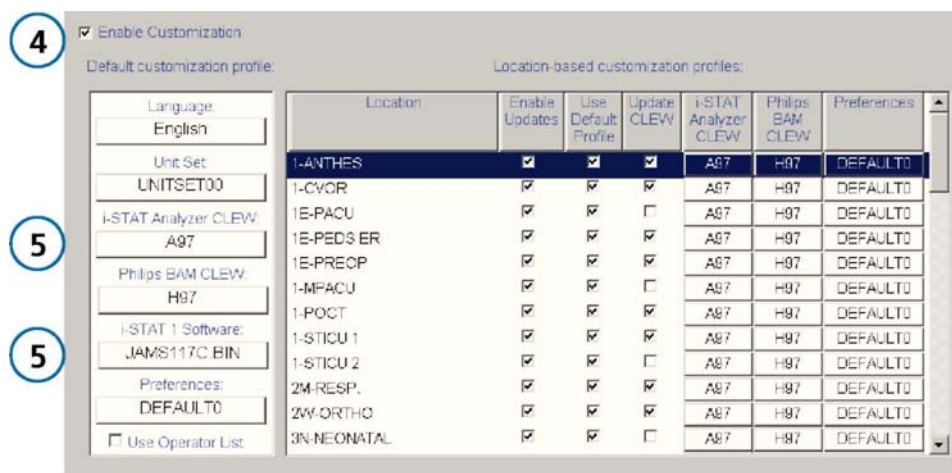 4
Enable Customization
Default customization profile:
Location-based customization profiles:
Language:
English
Unit Set:
UNITSET00
5
i-STAT Analyzer CLEW:
A97
Philips BAM CLEW:
H97
5
i-STAT 1 Software:
JAMS117C.BIN
Preferences:
DEFAULT0
Use Operator List
Location Enable Updates Use Default Profile Update CLEW i-STAT Analyzer CLEW Philips BAM CLEW Preferences
1-ANTHES A97 H97 DEFAULT0
1-CVOR A97 H97 DEFAULT0
1E-PACU A97 H97 DEFAULT0
1E-PEDS ER A97 H97 DEFAULT0
1E-PREOP A97 H97 DEFAULT0
1-MPACU A97 H97 DEFAULT0
1-POCT A97 H97 DEFAULT0
1-STICU 1 A97 H97 DEFAULT0
1-STICU 2 A97 H97 DEFAULT0
2M-RESP. A97 H97 DEFAULT0
2W-ORTHO A97 H97 DEFAULT0
3N-NEONATAL A97 H97 DEFAULT0